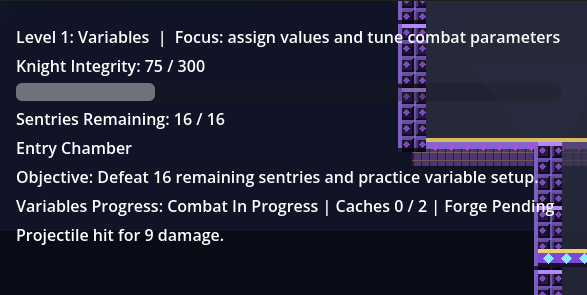 Level 1: Variables | Focus: assign values and tune combat parameters
Knight Integrity: 75 / 300
Sentries Remaining: 16 / 16
Entry Chamber
Objective: Defeat 16 remaining sentries and practice variable setup.
Variables Progress: Combat In Progress | Caches 0 / 2 | Forge Pending
Projectile hit for 9 damage.